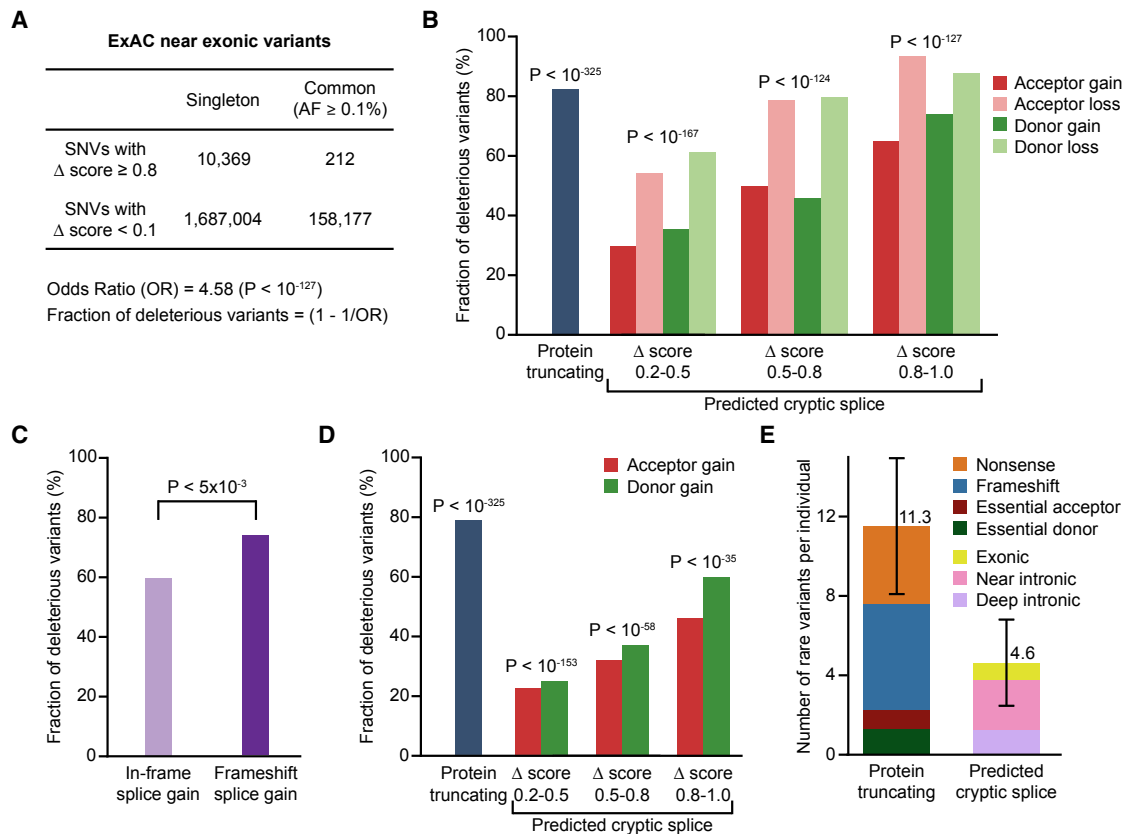 A
ExAC near exonic variants
Singleton
Common
(AF ≥ 0.1%)
SNVs with
Δ score ≥ 0.8
10,369
212
SNVs with
Δ score < 0.1
1,687,004
158,177
Odds Ratio (OR) = 4.58 (P < 10⁻¹²⁷)
Fraction of deleterious variants = (1 - 1/OR)
B
Fraction of deleterious variants (%)
100
80
60
40
20
0
P < 10⁻³²⁵
P < 10⁻¹⁶⁷
P < 10⁻¹²⁴
P < 10⁻¹²⁷
Acceptor gain
Acceptor loss
Donor gain
Donor loss
Protein
truncating
Δ score
0.2-0.5
Δ score
0.5-0.8
Δ score
0.8-1.0
Predicted cryptic splice
C
Fraction of deleterious variants (%)
100
80
60
40
20
0
P < 5x10⁻³
In-frame
splice gain
Frameshift
splice gain
D
Fraction of deleterious variants (%)
100
80
60
40
20
0
P < 10⁻³²⁵
P < 10⁻¹⁵³
P < 10⁻⁵⁸
P < 10⁻³⁵
Acceptor gain
Donor gain
Protein
truncating
Δ score
0.2-0.5
Δ score
0.5-0.8
Δ score
0.8-1.0
Predicted cryptic splice
E
Number of rare variants per individual
12
8
4
0
11.3
4.6
Nonsense
Frameshift
Essential acceptor
Essential donor
Exonic
Near intronic
Deep intronic
Protein
truncating
Predicted
cryptic splice